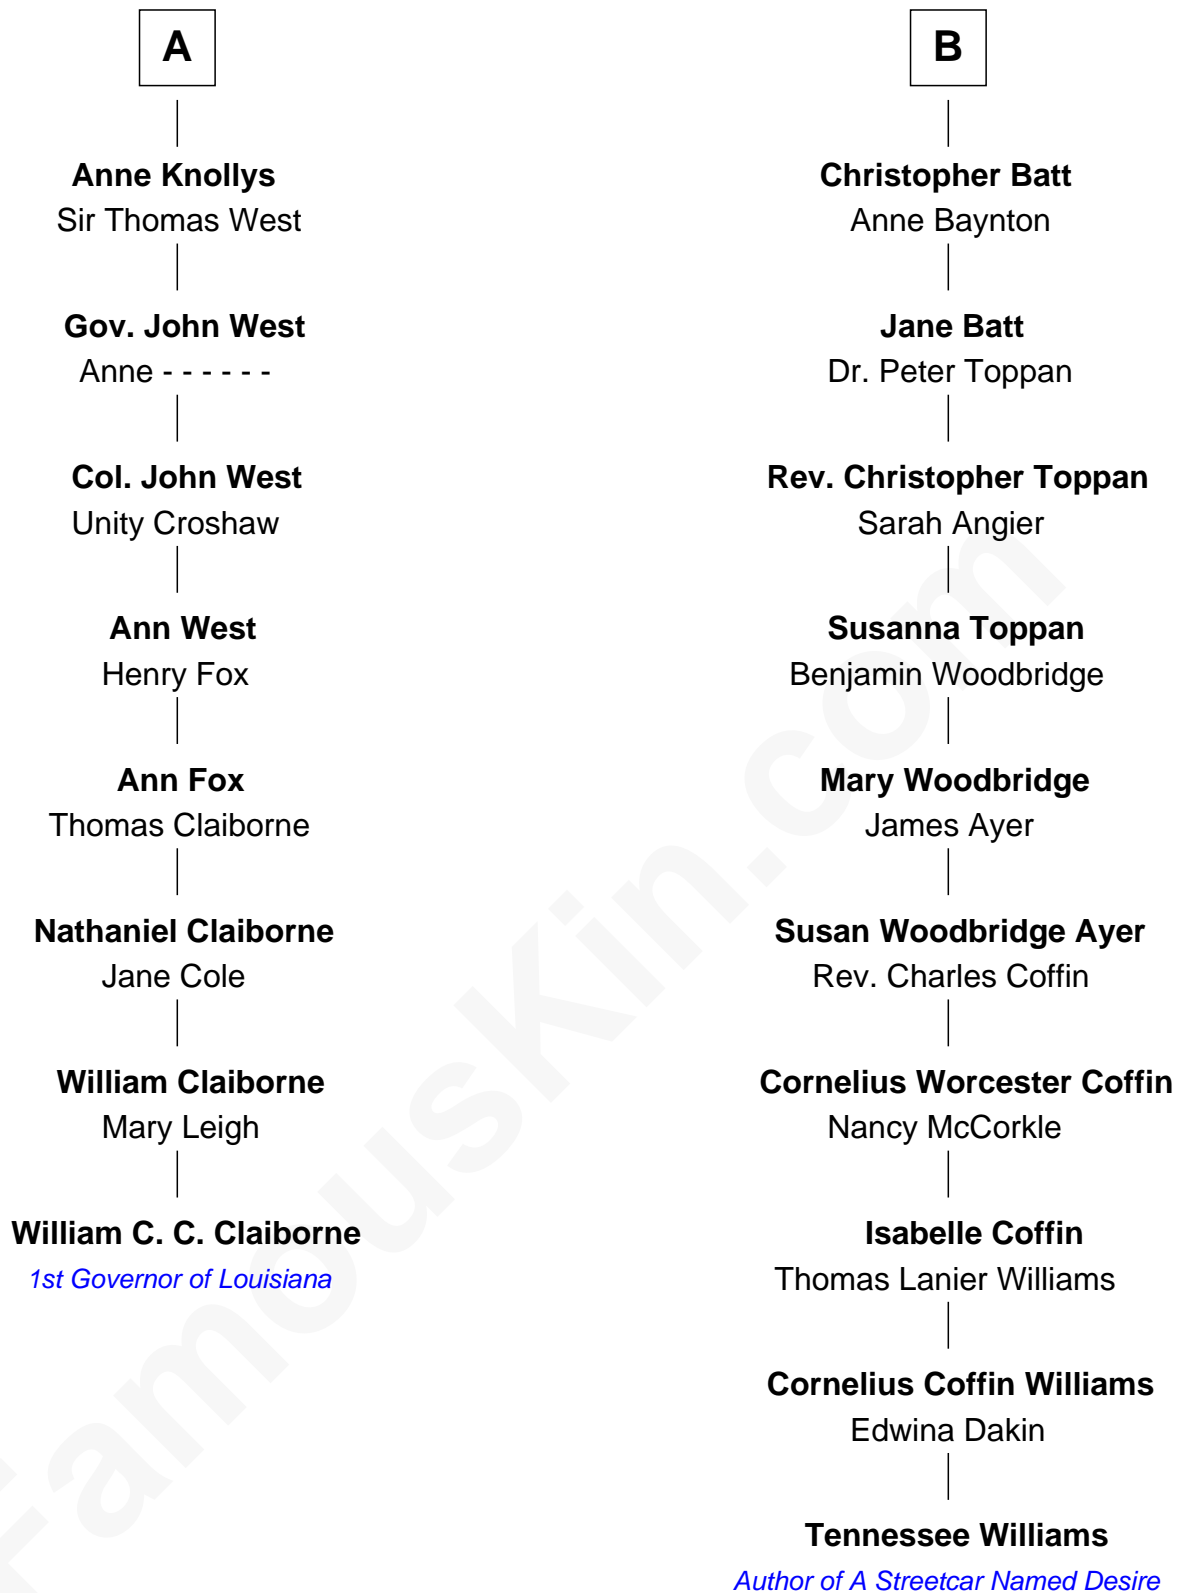 A
Anne Knollys
Sir Thomas West
Gov. John West
Anne - - - - - -
Col. John West
Unity Croshaw
Ann West
Henry Fox
Ann Fox
Thomas Claiborne
Nathaniel Claiborne
Jane Cole
William Claiborne
Mary Leigh
William C. C. Claiborne
1st Governor of Louisiana
B
Christopher Batt
Anne Baynton
Jane Batt
Dr. Peter Toppan
Rev. Christopher Toppan
Sarah Angier
Susanna Toppan
Benjamin Woodbridge
Mary Woodbridge
James Ayer
Susan Woodbridge Ayer
Rev. Charles Coffin
Cornelius Worcester Coffin
Nancy McCorkle
Isabelle Coffin
Thomas Lanier Williams
Cornelius Coffin Williams
Edwina Dakin
Tennessee Williams
Author of A Streetcar Named Desire
FamousKin.com